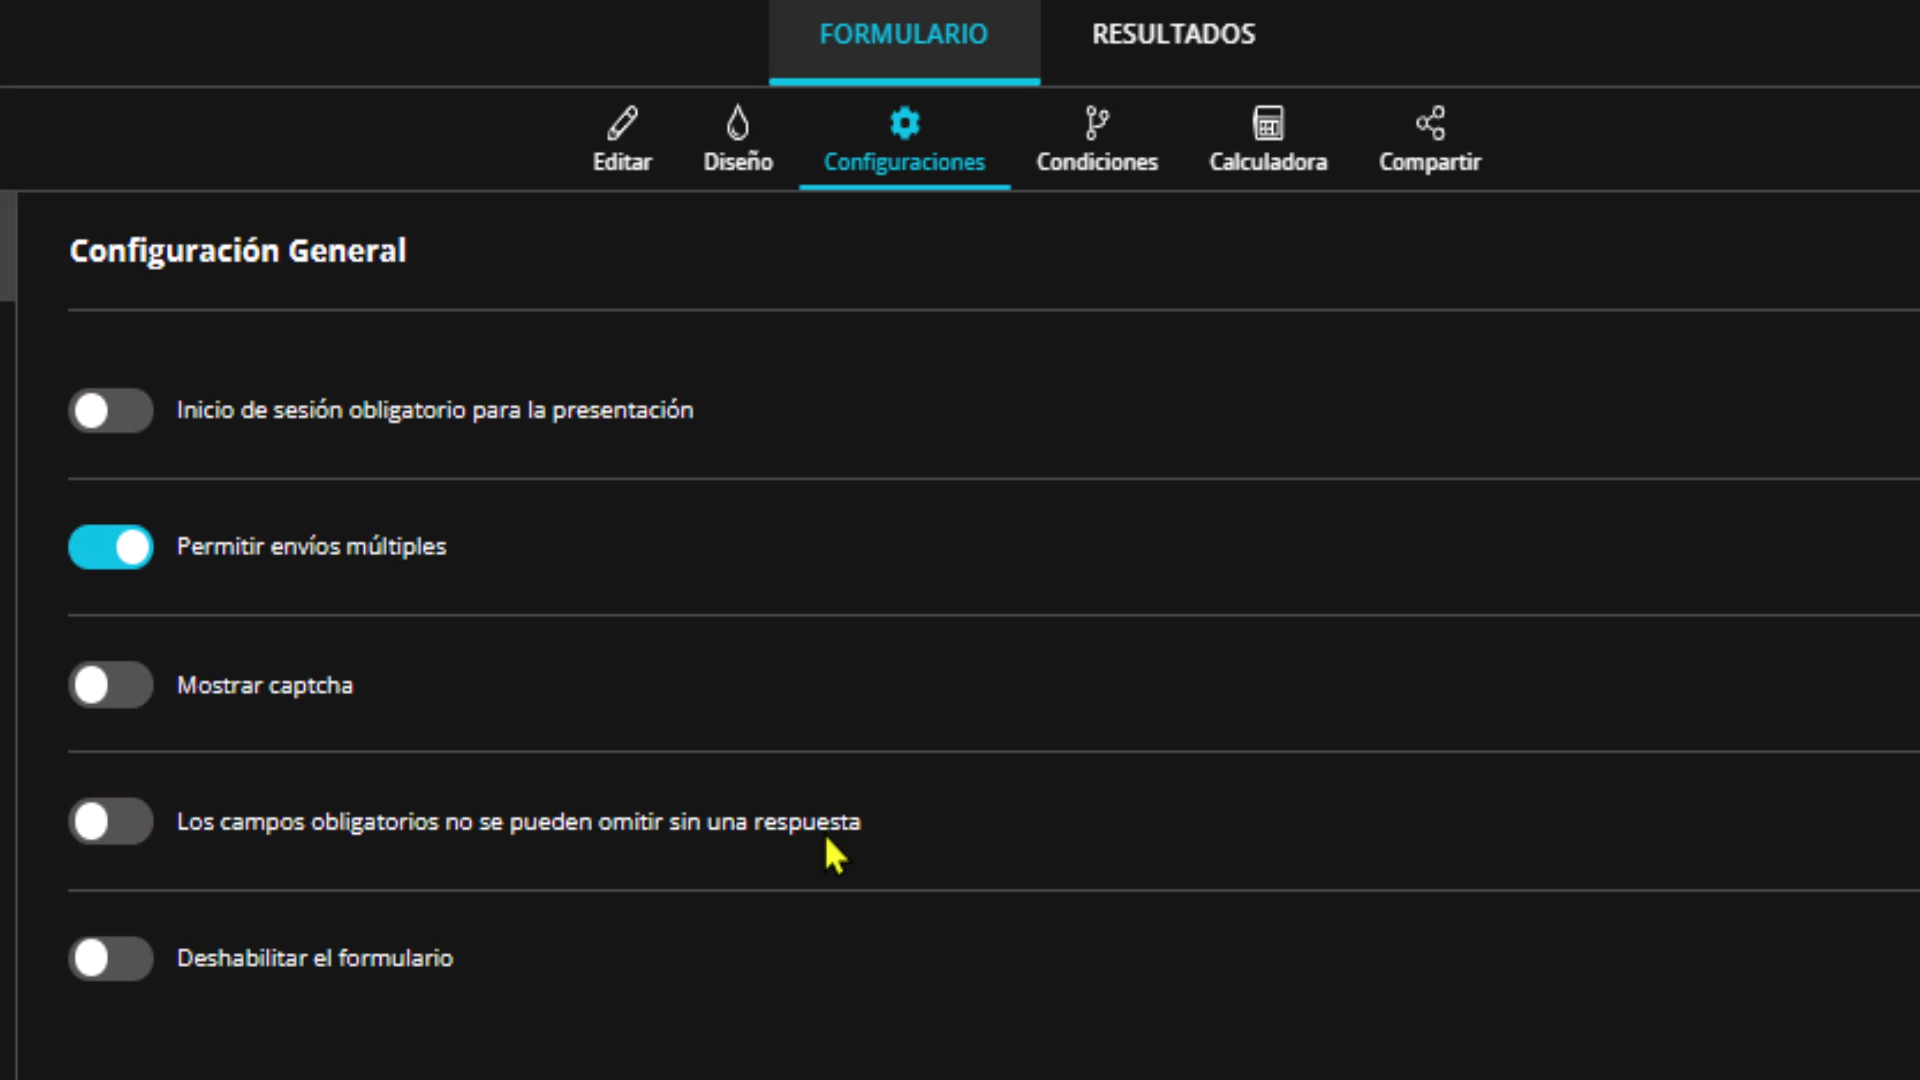 FORMULARIO RESULTADOS
Editar Diseño Configuraciones Condiciones Calculadora Compartir
Configuración General
Inicio de sesión obligatorio para la presentación
Permitir envíos múltiples
Mostrar captcha
Los campos obligatorios no se pueden omitir sin una respuesta
Deshabilitar el formulario